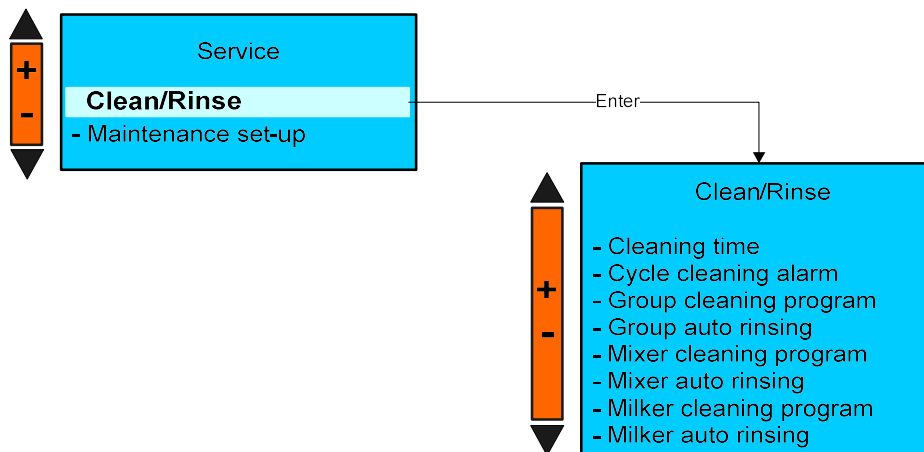 Service
+
Clean/Rinse
-
- Maintenance set-up
Enter
Clean/Rinse
- Cleaning time
- Cycle cleaning alarm
+
- Group cleaning program
- Group auto rinsing
-
- Mixer cleaning program
- Mixer auto rinsing
- Milker cleaning program
- Milker auto rinsing